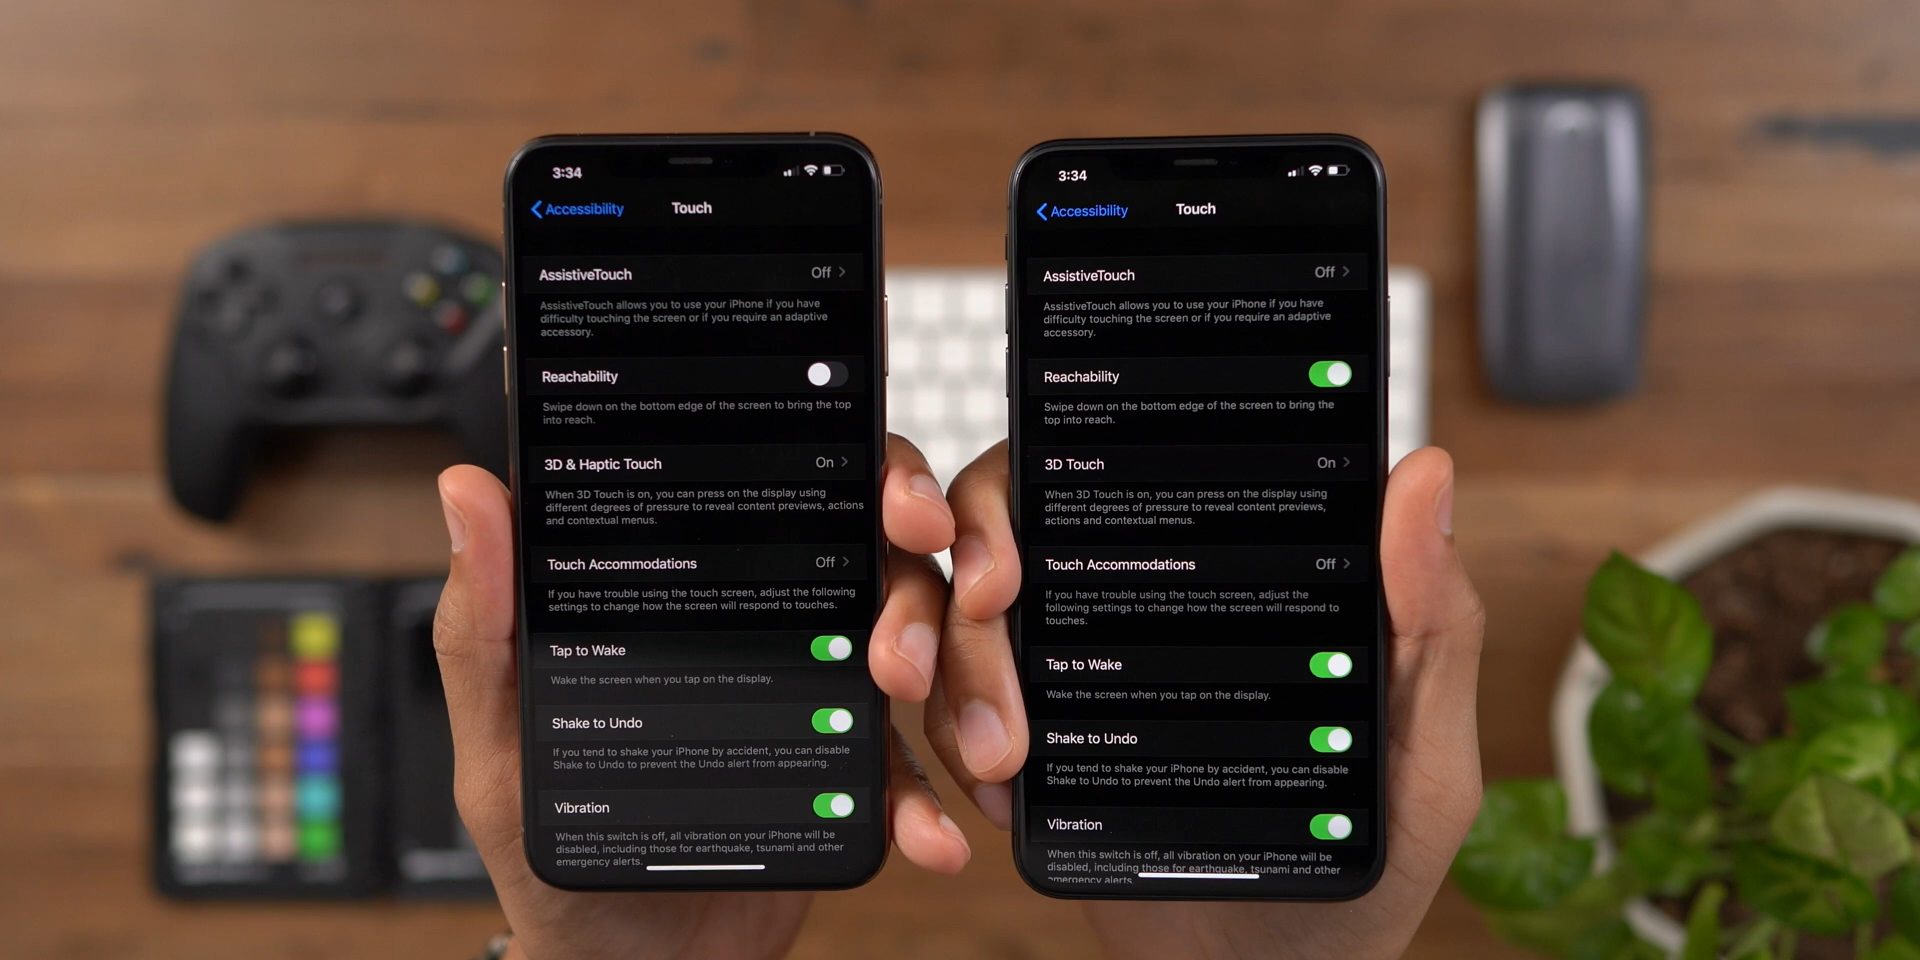 3:34
Accessibility
Touch
AssistiveTouch
Off
AssistiveTouch allows you to use your iPhone if you have
difficulty touching the screen or if you require an adaptive
accessory.
Reachability
Swipe down on the bottom edge of the screen to bring the top
into reach.
3D & Haptic Touch
On
When 3D Touch is on, you can press on the display using
different degrees of pressure to reveal content previews, actions
and contextual menus.
Touch Accommodations
Off
If you have trouble using the touch screen, adjust the following
settings to change how the screen will respond to touches.
Tap to Wake
Wake the screen when you tap on the display.
Shake to Undo
If you tend to shake your iPhone by accident, you can disable
Shake to Undo to prevent the Undo alert from appearing.
Vibration
When this switch is off, all vibration on your iPhone will be
disabled, including those for earthquake, tsunami and other
emergency alerts.
3:34
Accessibility
Touch
AssistiveTouch
Off
AssistiveTouch allows you to use your iPhone if you have
difficulty touching the screen or if you require an adaptive
accessory.
Reachability
Swipe down on the bottom edge of the screen to bring the
top into reach.
3D Touch
On
When 3D Touch is on, you can press on the display using
different degrees of pressure to reveal content previews,
actions and contextual menus.
Touch Accommodations
Off
If you have trouble using the touch screen, adjust the
following settings to change how the screen will respond to
touches.
Tap to Wake
Wake the screen when you tap on the display.
Shake to Undo
If you tend to shake your iPhone by accident, you can disable
Shake to Undo to prevent the Undo alert from appearing.
Vibration
When this switch is off, all vibration on your iPhone will be
disabled, including those for earthquake, tsunami and other
emergency alerts.